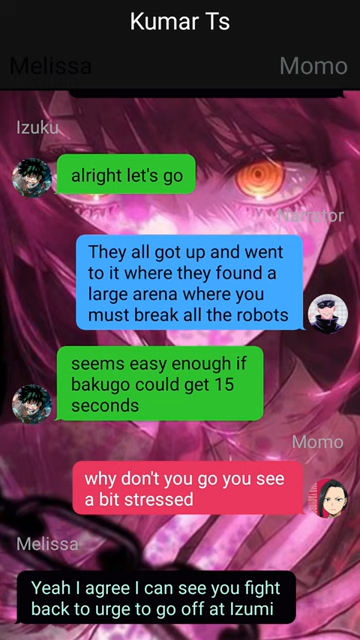 Kumar Ts
Melissa
Momo
Izuku
alright let's go
Narrator
They all got up and went
to it where they found a
large arena where you
must break all the robots
seems easy enough if
bakugo could get 15
seconds
Momo
why don't you go you see
a bit stressed
Melissa
Yeah I agree I can see you fight
back to urge to go off at Izumi